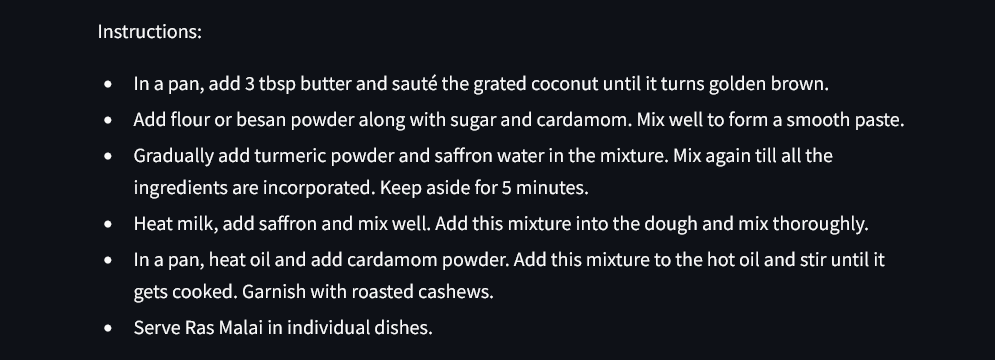 Instructions:
• In a pan, add 3 tbsp butter and sauté the grated coconut until it turns golden brown.
• Add flour or besan powder along with sugar and cardamom. Mix well to form a smooth paste.
• Gradually add turmeric powder and saffron water in the mixture. Mix again till all the
ingredients are incorporated. Keep aside for 5 minutes.
• Heat milk, add saffron and mix well. Add this mixture into the dough and mix thoroughly.
• In a pan, heat oil and add cardamom powder. Add this mixture to the hot oil and stir until it
gets cooked. Garnish with roasted cashews.
• Serve Ras Malai in individual dishes.